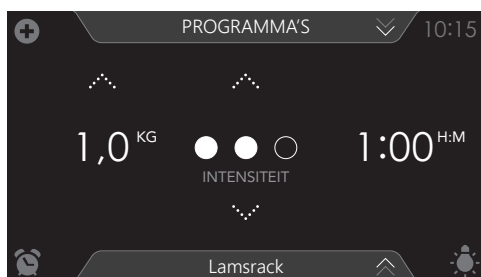 PROGRAMMA'S 10:15
1,0 KG 1:00 H:M
INTENSITEIT
Lamsrack